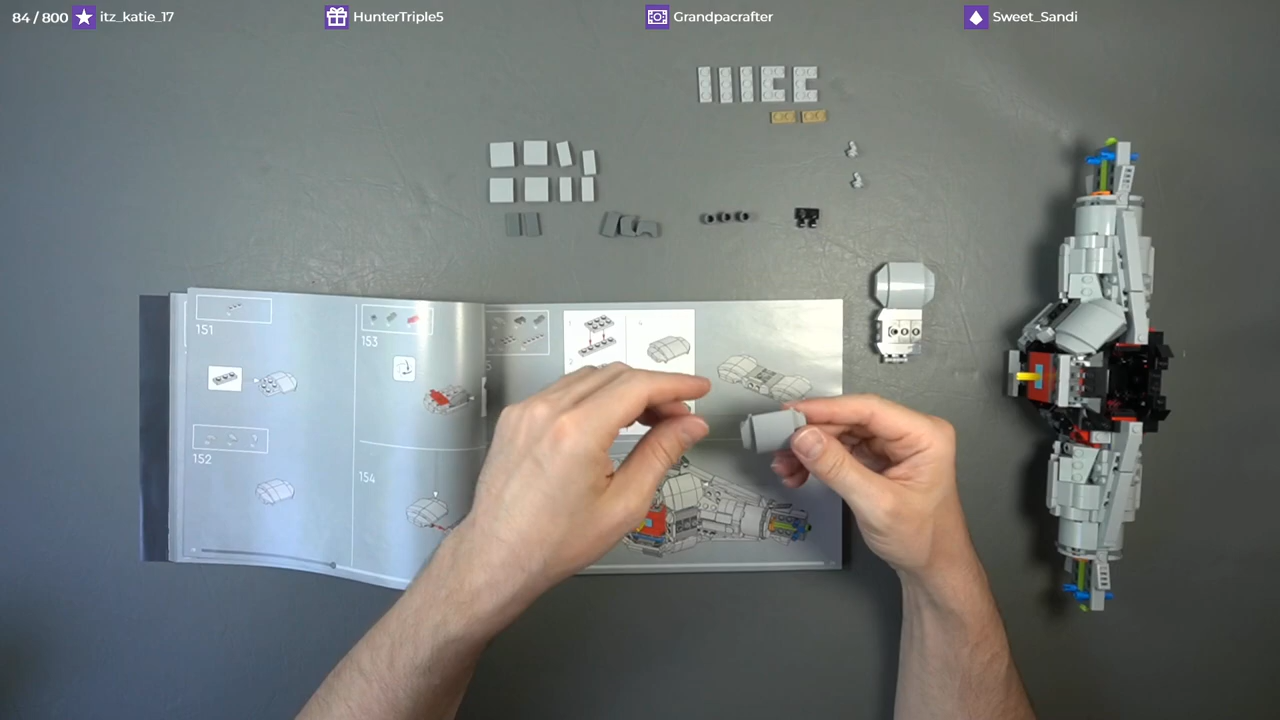 84 / 800 itz_katie_17 HunterTriple5 Grandpacrafter Sweet_Sandi
151
153
152
154